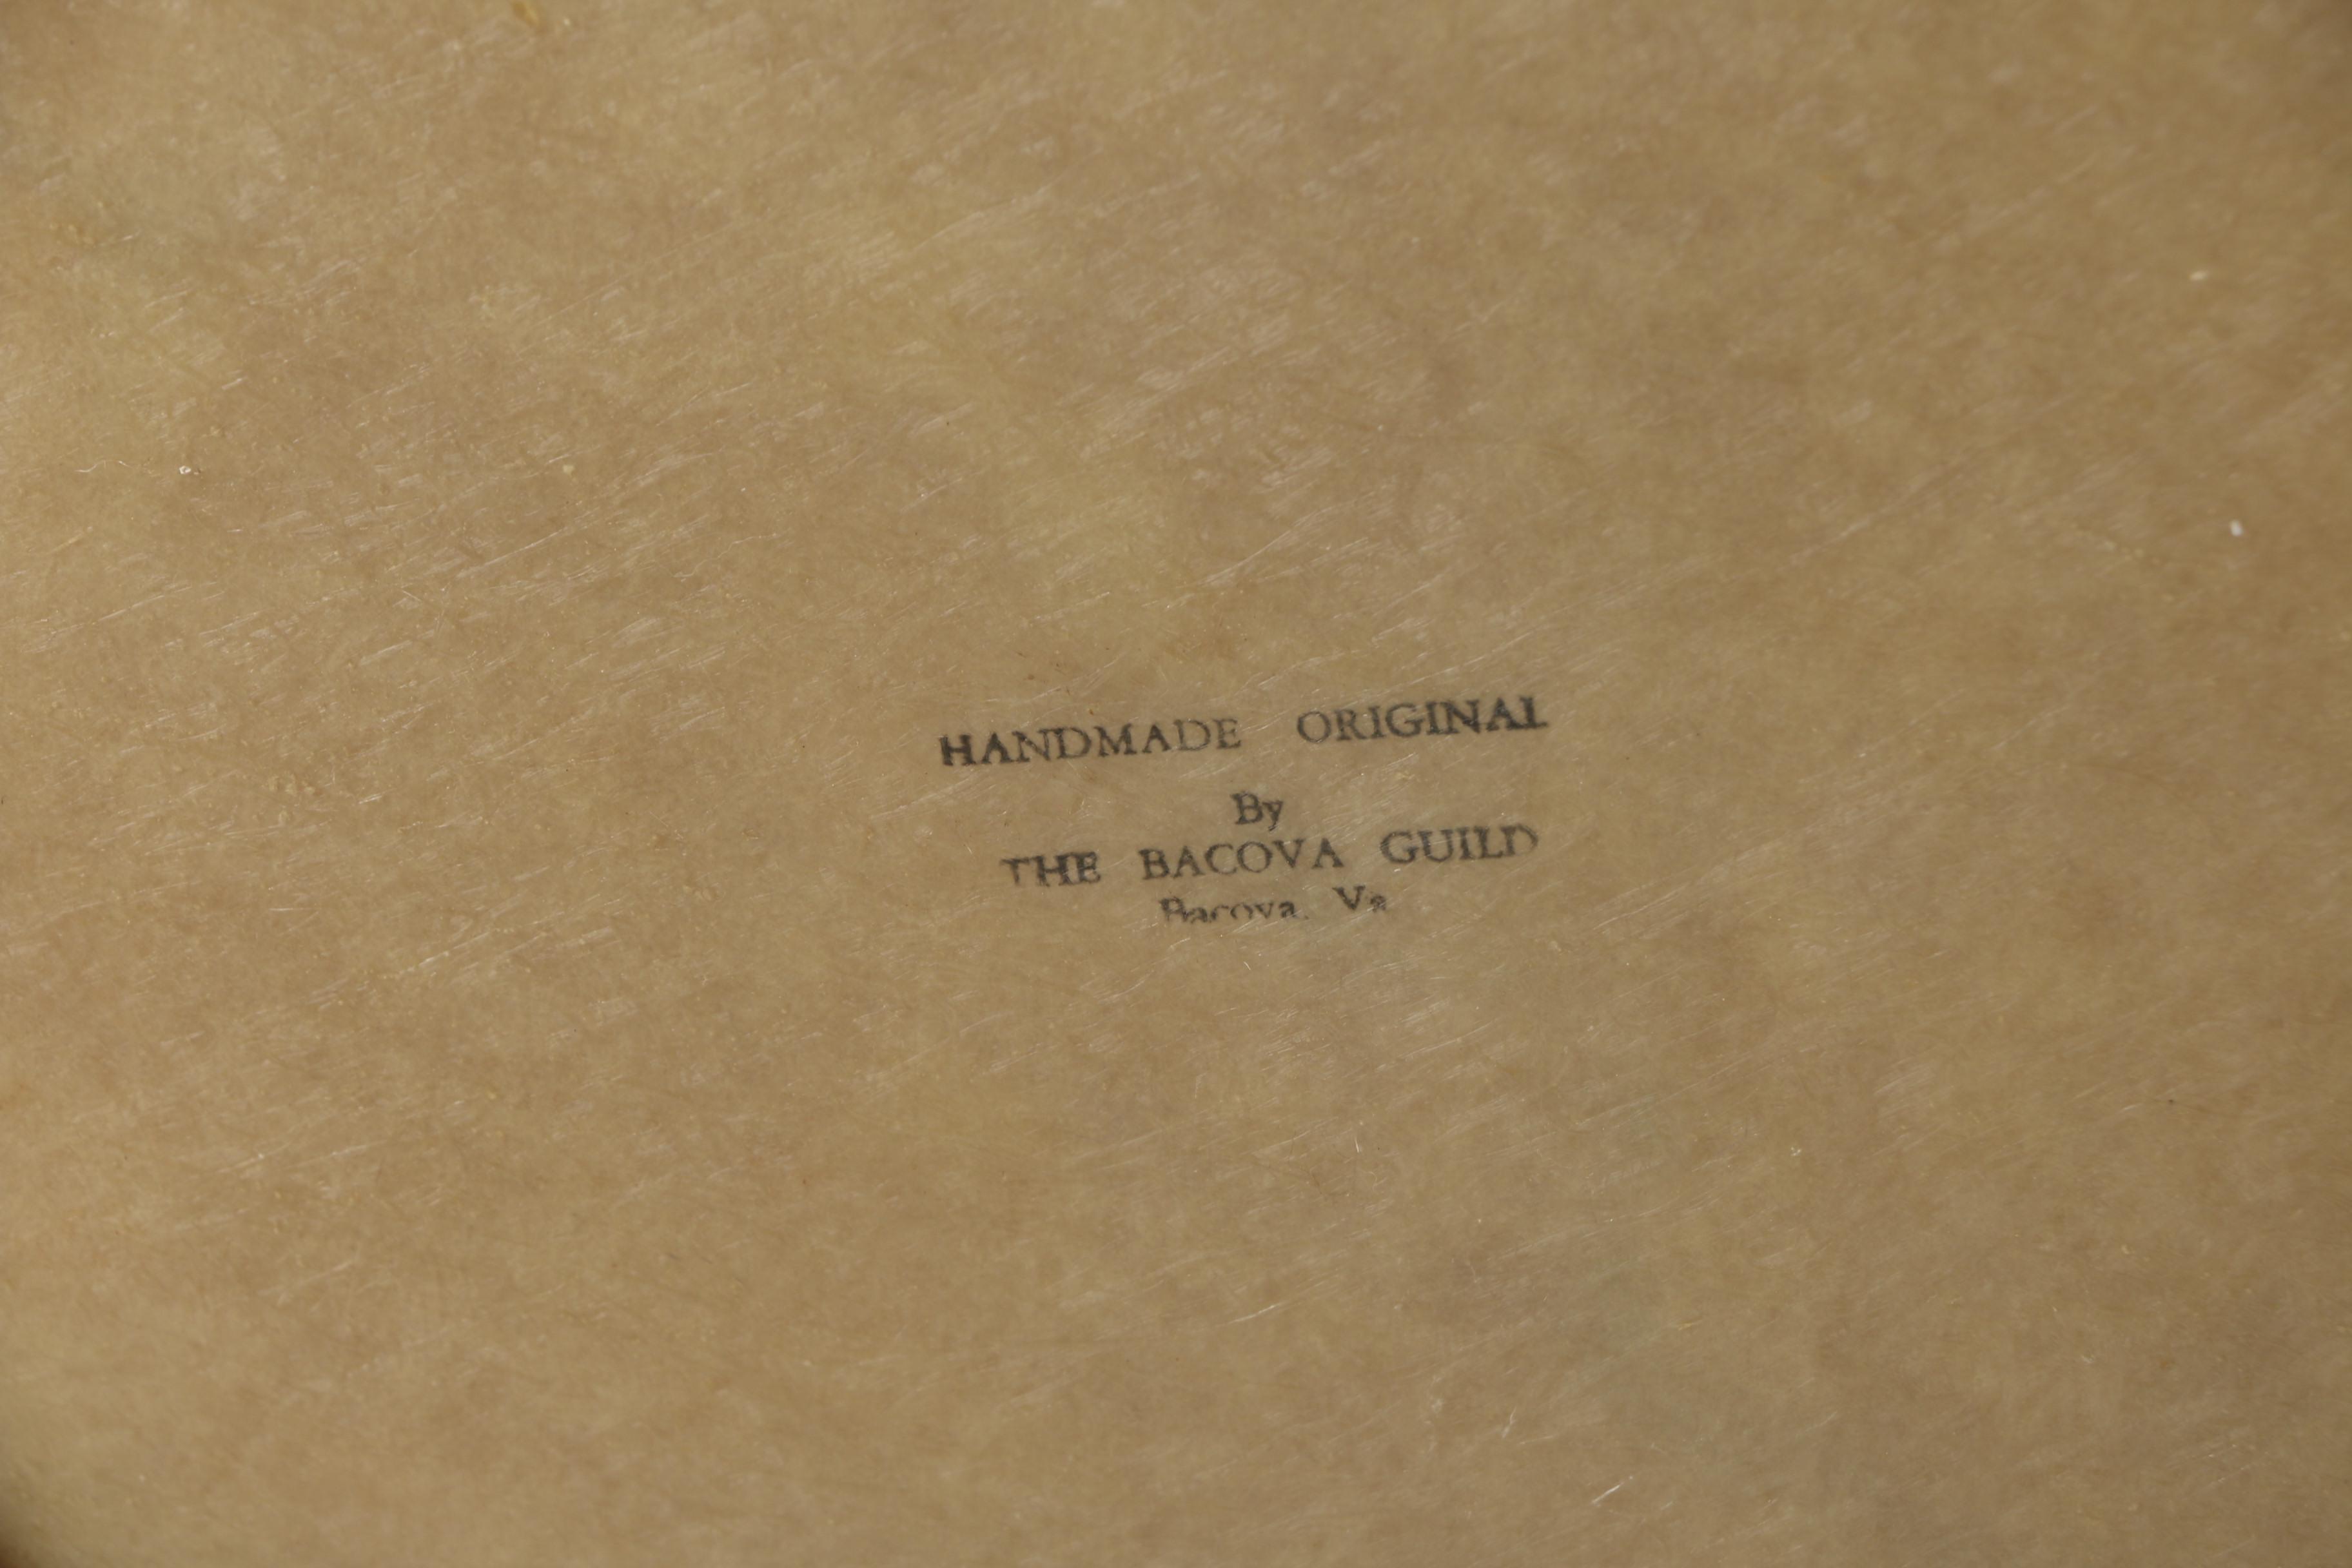 HANDMADE ORIGINAL
By
THE BACOVA GUILD
Bacova, Va